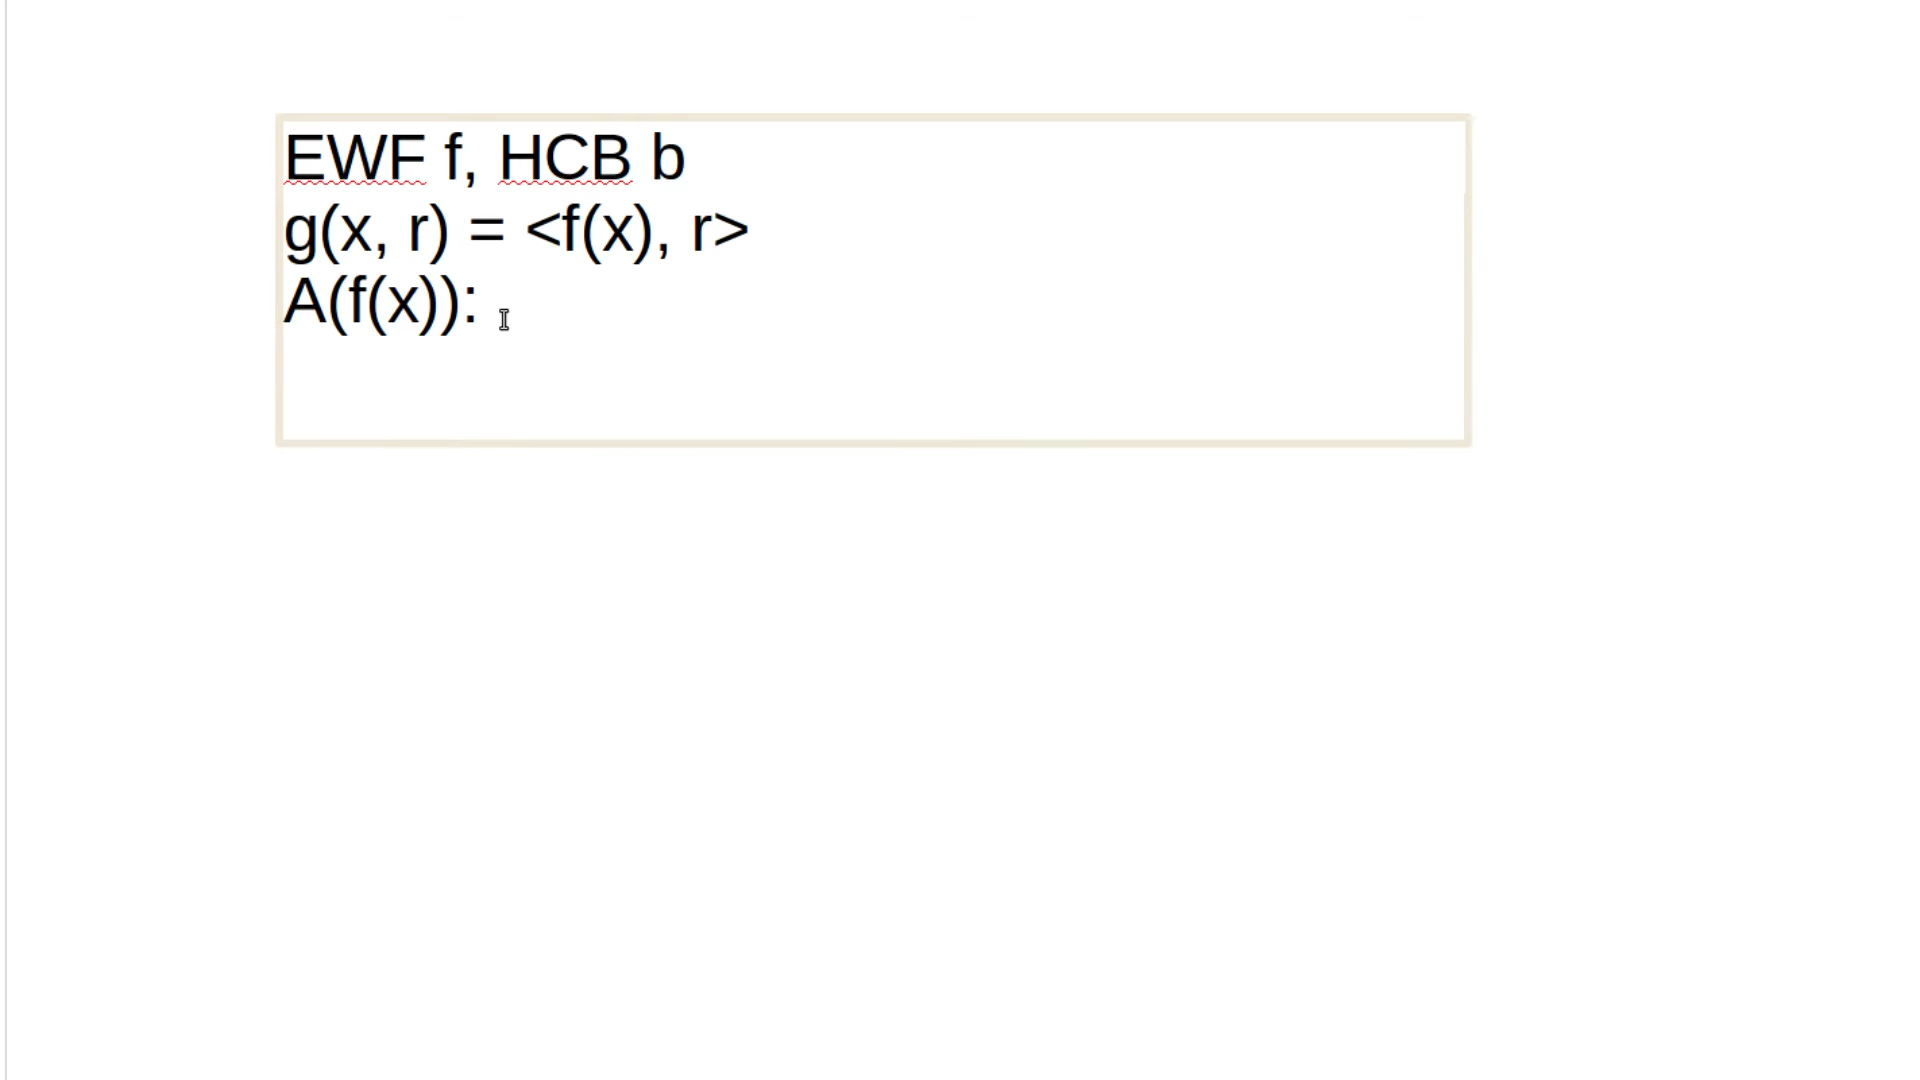 EWF f, HCB b
g(x, r) = <f(x), r>
A(f(x)):